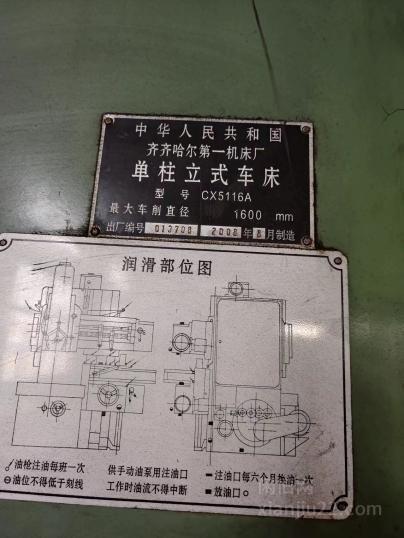 中华人民共和国
齐齐哈尔第一机床厂
单柱立式车床
型号 CX5116A
最大车削直径 1600 mm
出厂编号 013708 2008 年 8 月制造
润滑部位图
油枪注油每班一次 供手动油泵用注油口 注油口每六个月换油一次
油位不得低于刻线 工作时油流不得中断 放油口